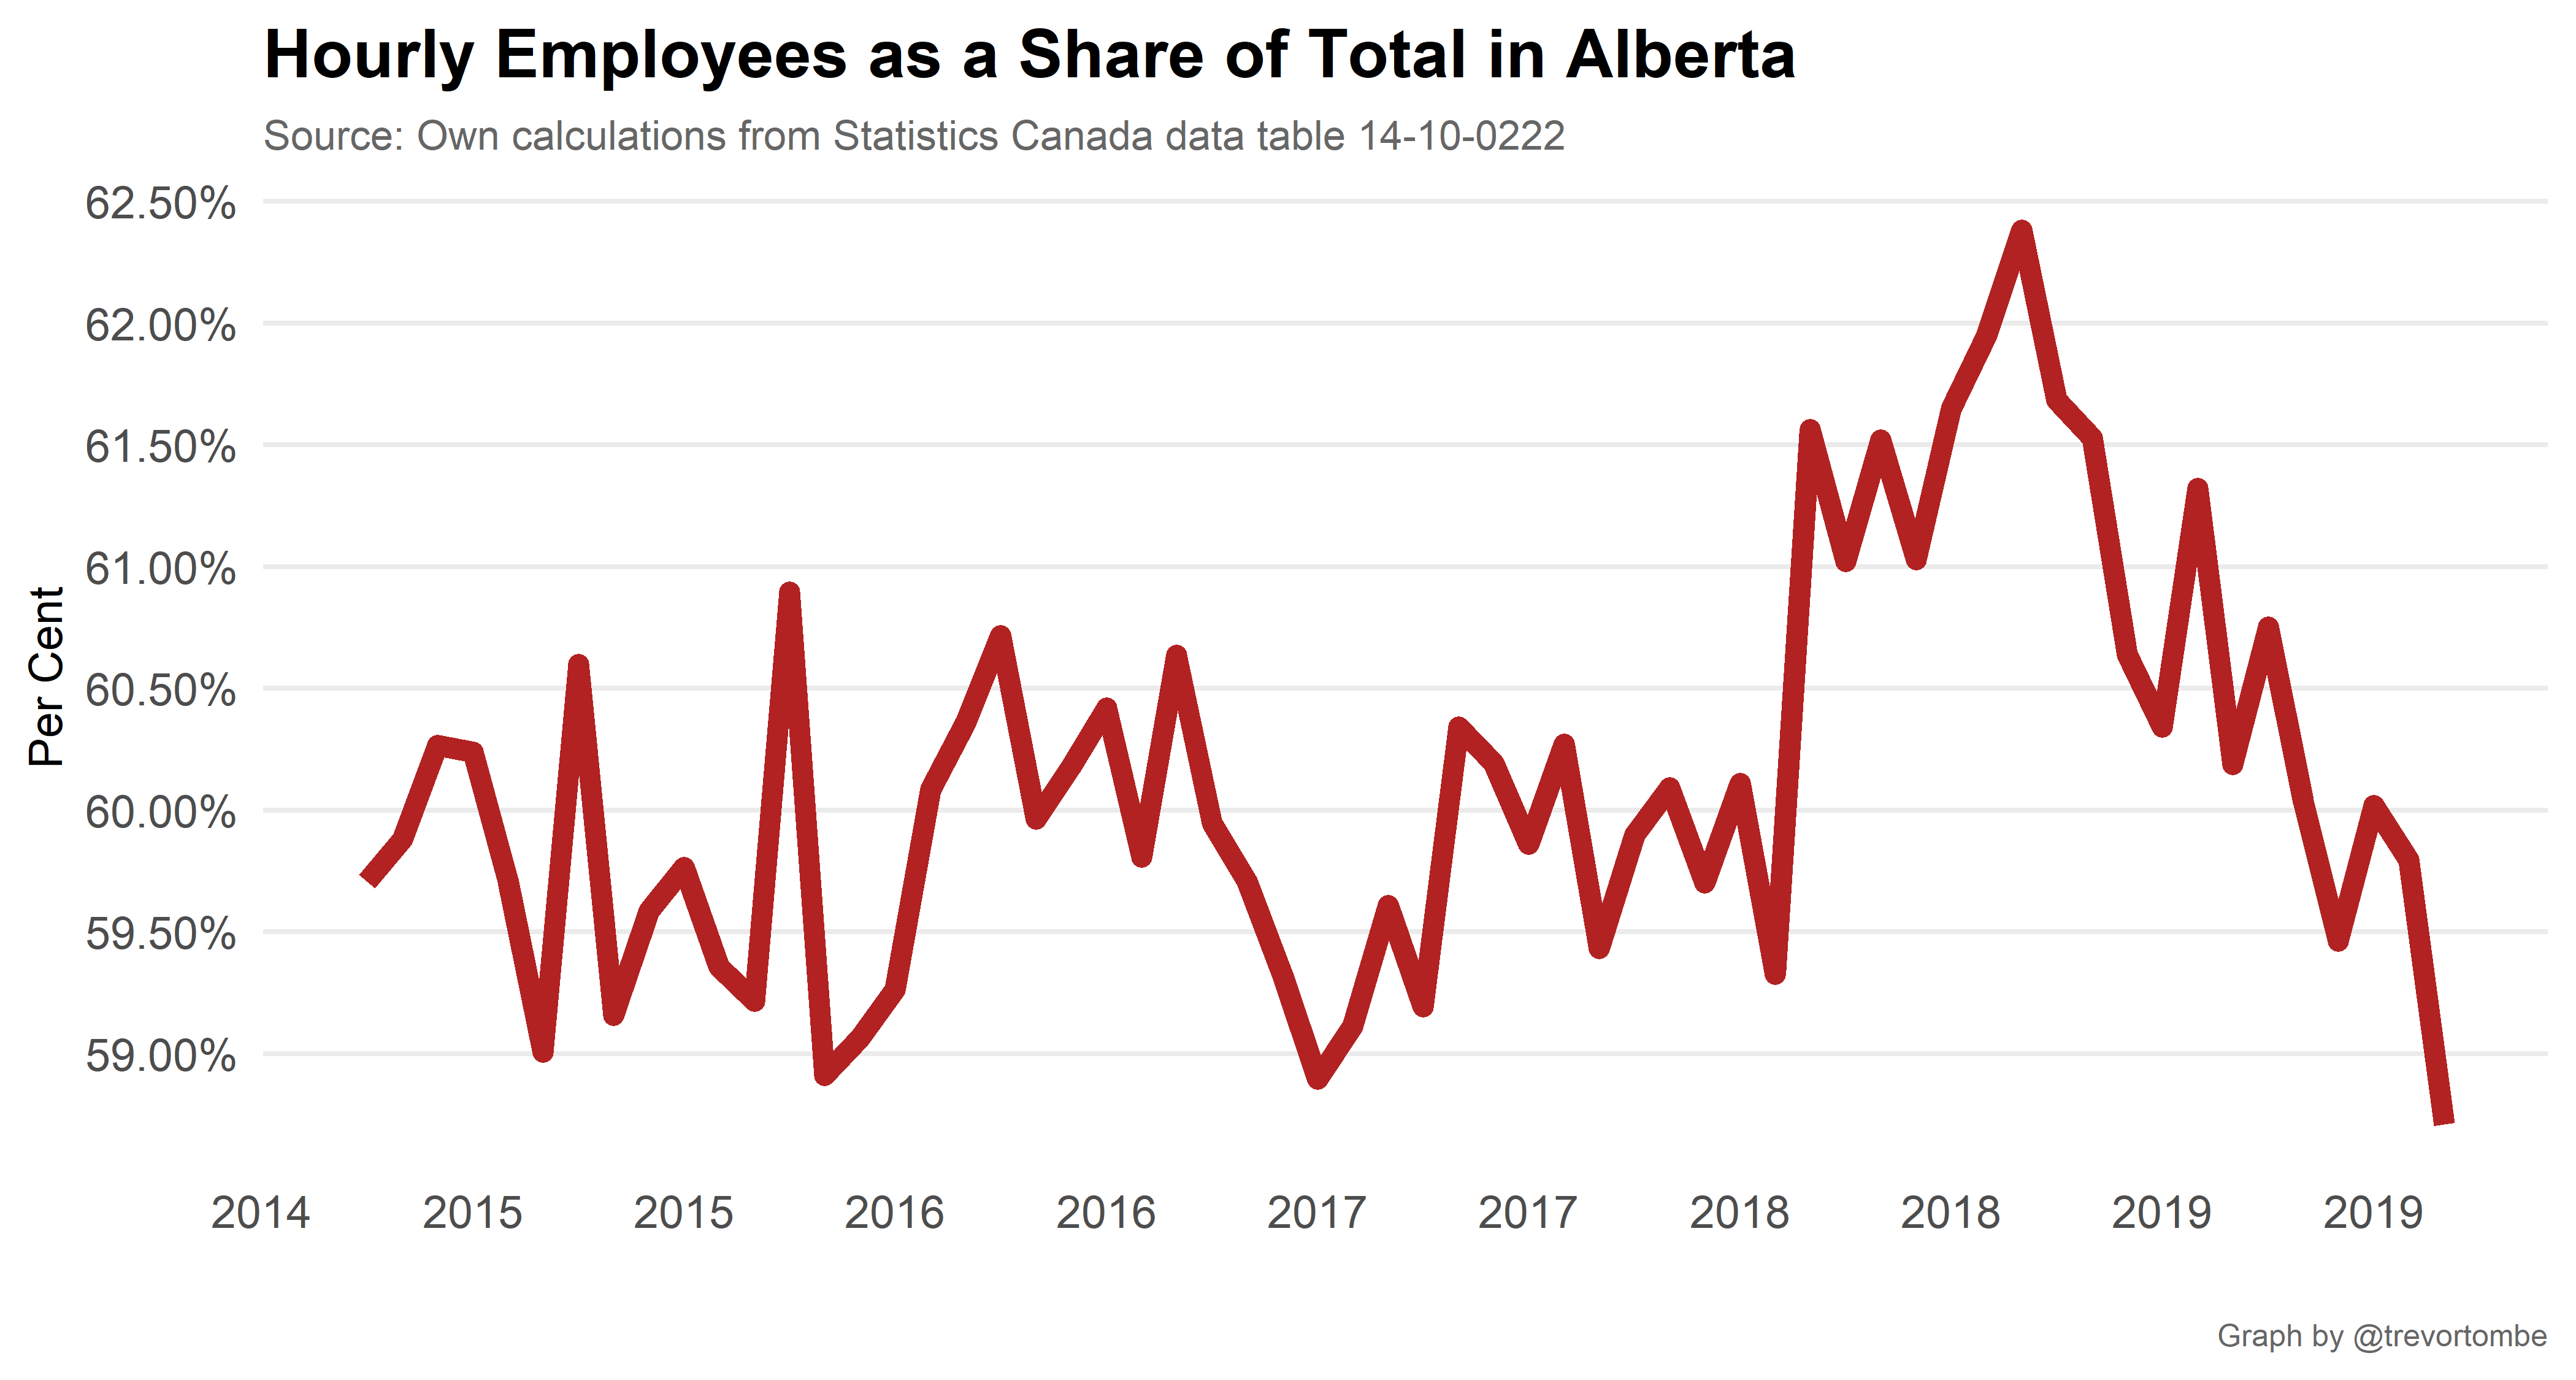 Hourly Employees as a Share of Total in Alberta
Source: Own calculations from Statistics Canada data table 14-10-0222
62.50%
62.00%
61.50%
61.00%
60.50%
60.00%
59.50%
59.00%
Per Cent
2014 2015 2015 2016 2016 2017 2017 2018 2018 2019 2019
Graph by @trevortombe